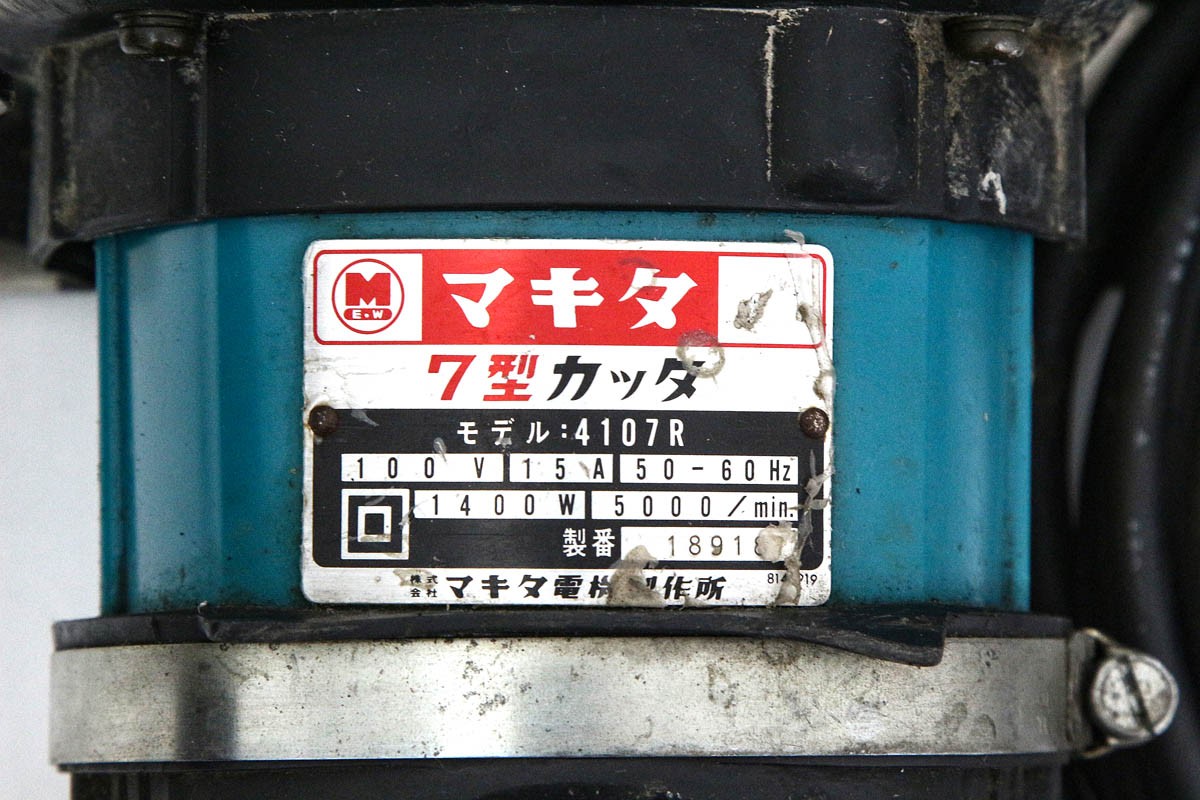 M
E・W
マキタ
7型カッタ
モデル:4107R
100V 15A 50-60Hz
1400W 5000/min.
製番
株式会社 マキタ電機製作所